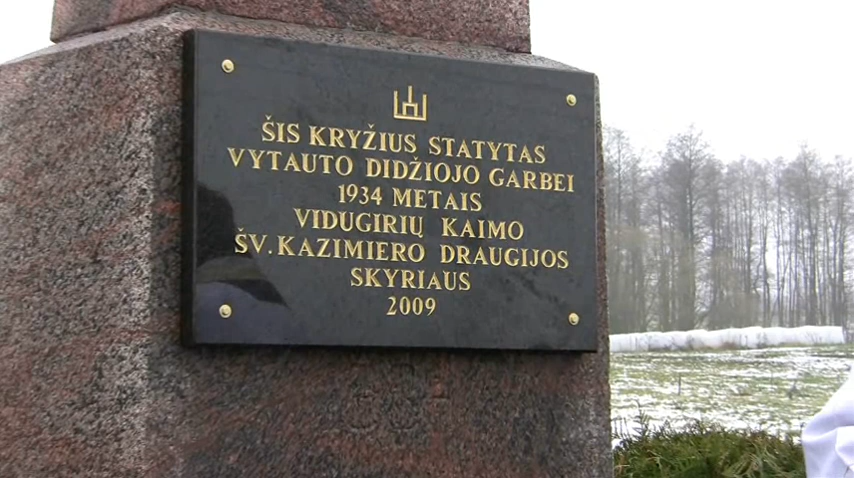 ŠIS KRYŽIUS STATYTAS
VYTAUTO DIDŽIOJO GARBEI
1934 METAIS
VIDUGIRIŲ KAIMO
ŠV. KAZIMIERO DRAUGIJOS
SKYRIAUS
2009